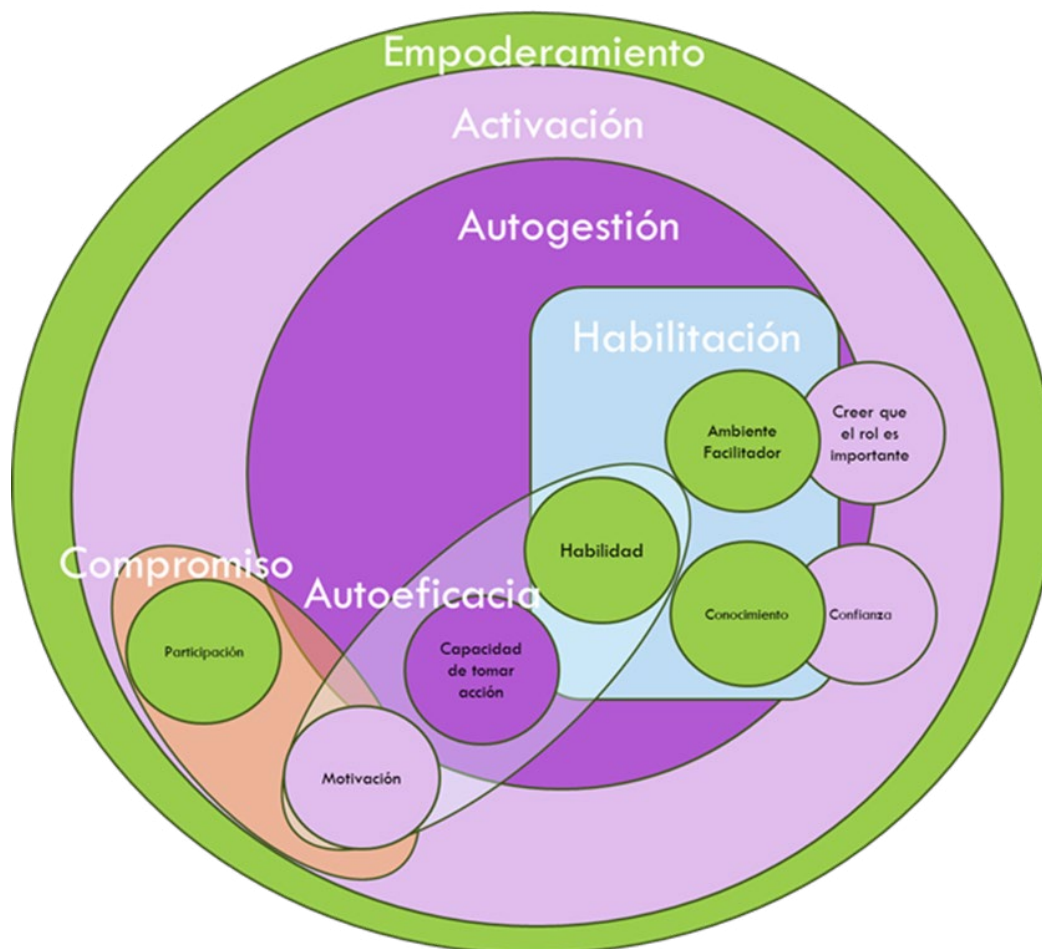 Empoderamiento
Activación
Autogestión
Habilitación
Creer que
el rol es
importante
Ambiente
Facilitador
Habilidad
Compromiso
Autoeficacia
Conocimiento
Confianza
Participación
Capacidad
de tomar
acción
Motivación